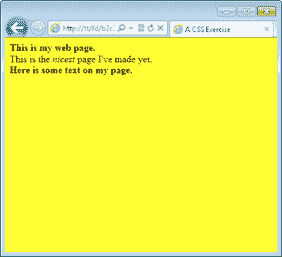 A CSS Exercise
This is my web page.
This is the nicest page I've made yet.
Here is some text on my page.